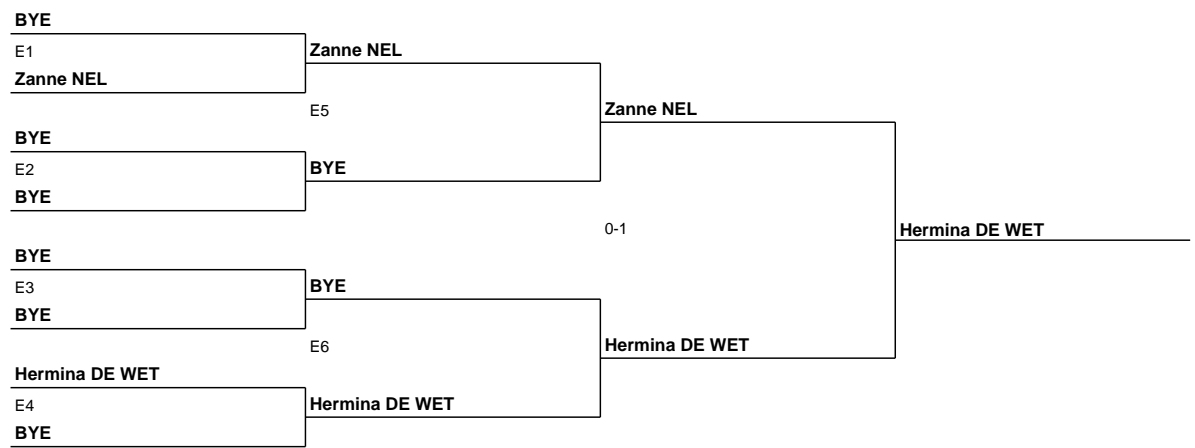 BYE
E1
Zanne NEL
Zanne NEL
E5
Zanne NEL
BYE
E2
BYE
BYE
0-1
Hermina DE WET
BYE
E3
BYE
BYE
E6
Hermina DE WET
Hermina DE WET
E4
Hermina DE WET
BYE